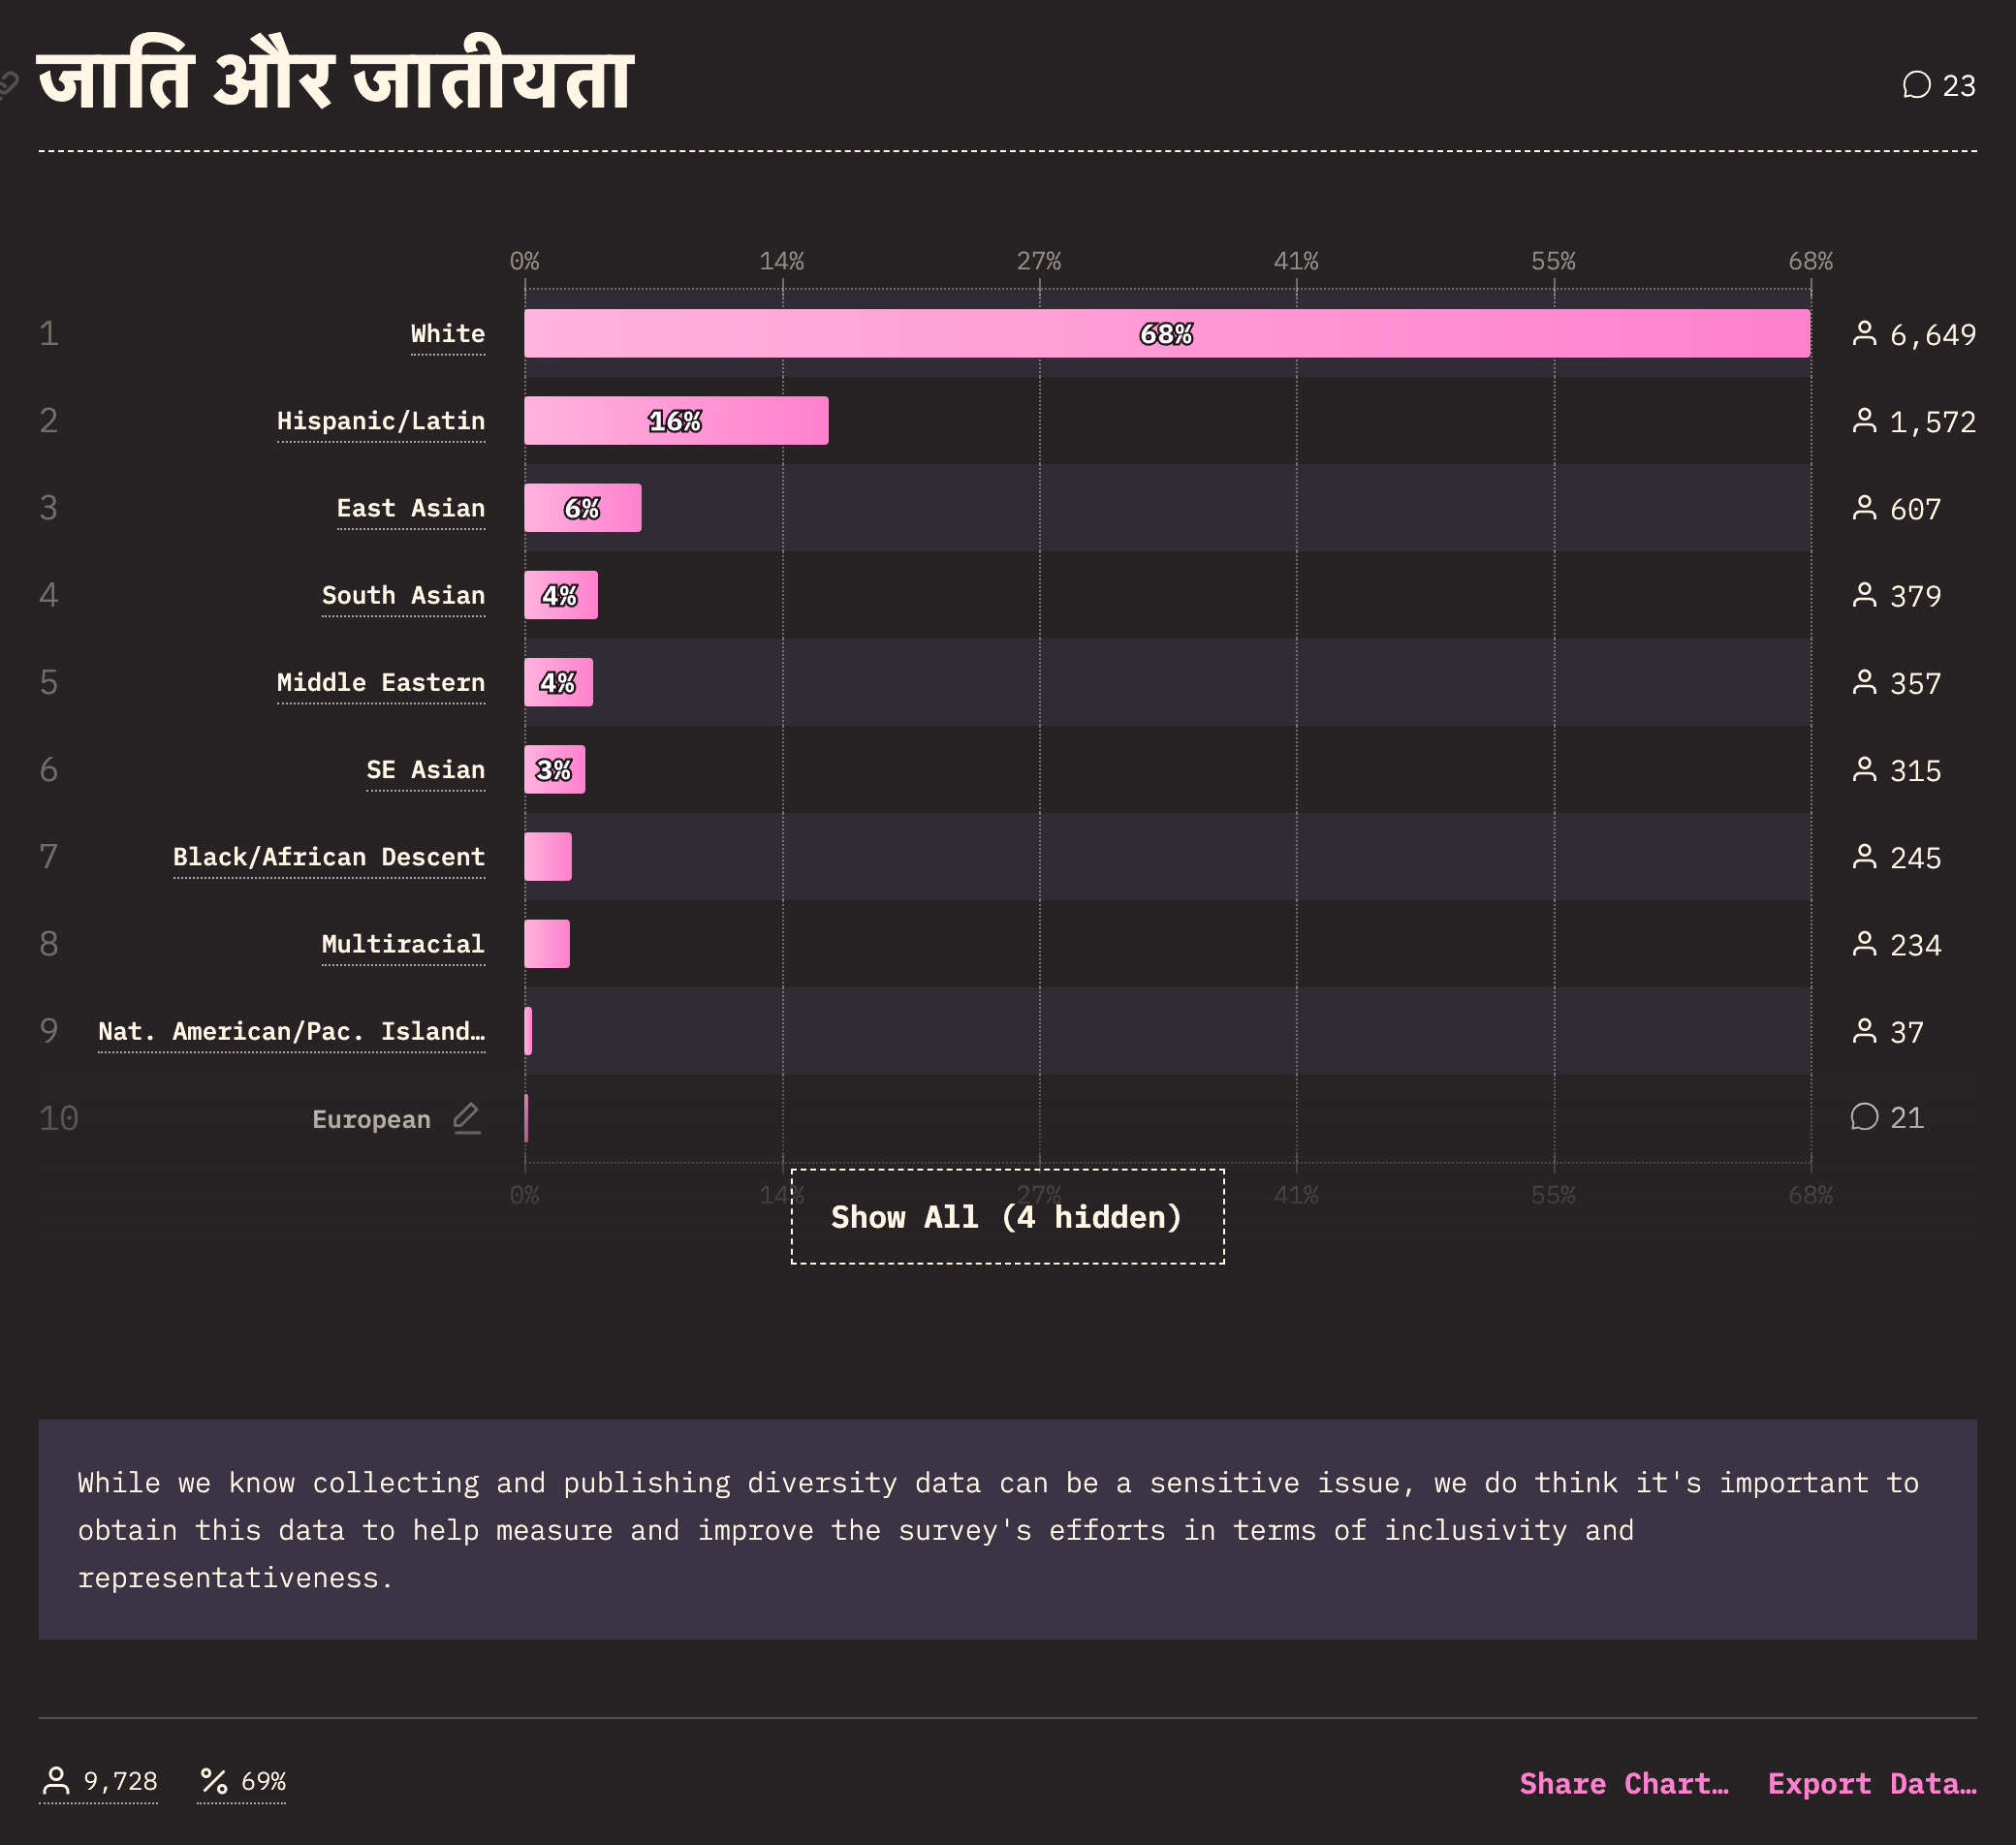 जाति और जातीयता
23
0% 14% 27% 41% 55% 68%
1 White 68% 6,649
2 Hispanic/Latin 16% 1,572
3 East Asian 6% 607
4 South Asian 4% 379
5 Middle Eastern 4% 357
6 SE Asian 3% 315
7 Black/African Descent 245
8 Multiracial 234
9 Nat. American/Pac. Island… 37
10 European 21
0% 14% 27% 41% 55% 68%
Show All (4 hidden)
While we know collecting and publishing diversity data can be a sensitive issue, we do think it's important to
obtain this data to help measure and improve the survey's efforts in terms of inclusivity and
representativeness.
9,728 % 69% Share Chart… Export Data…